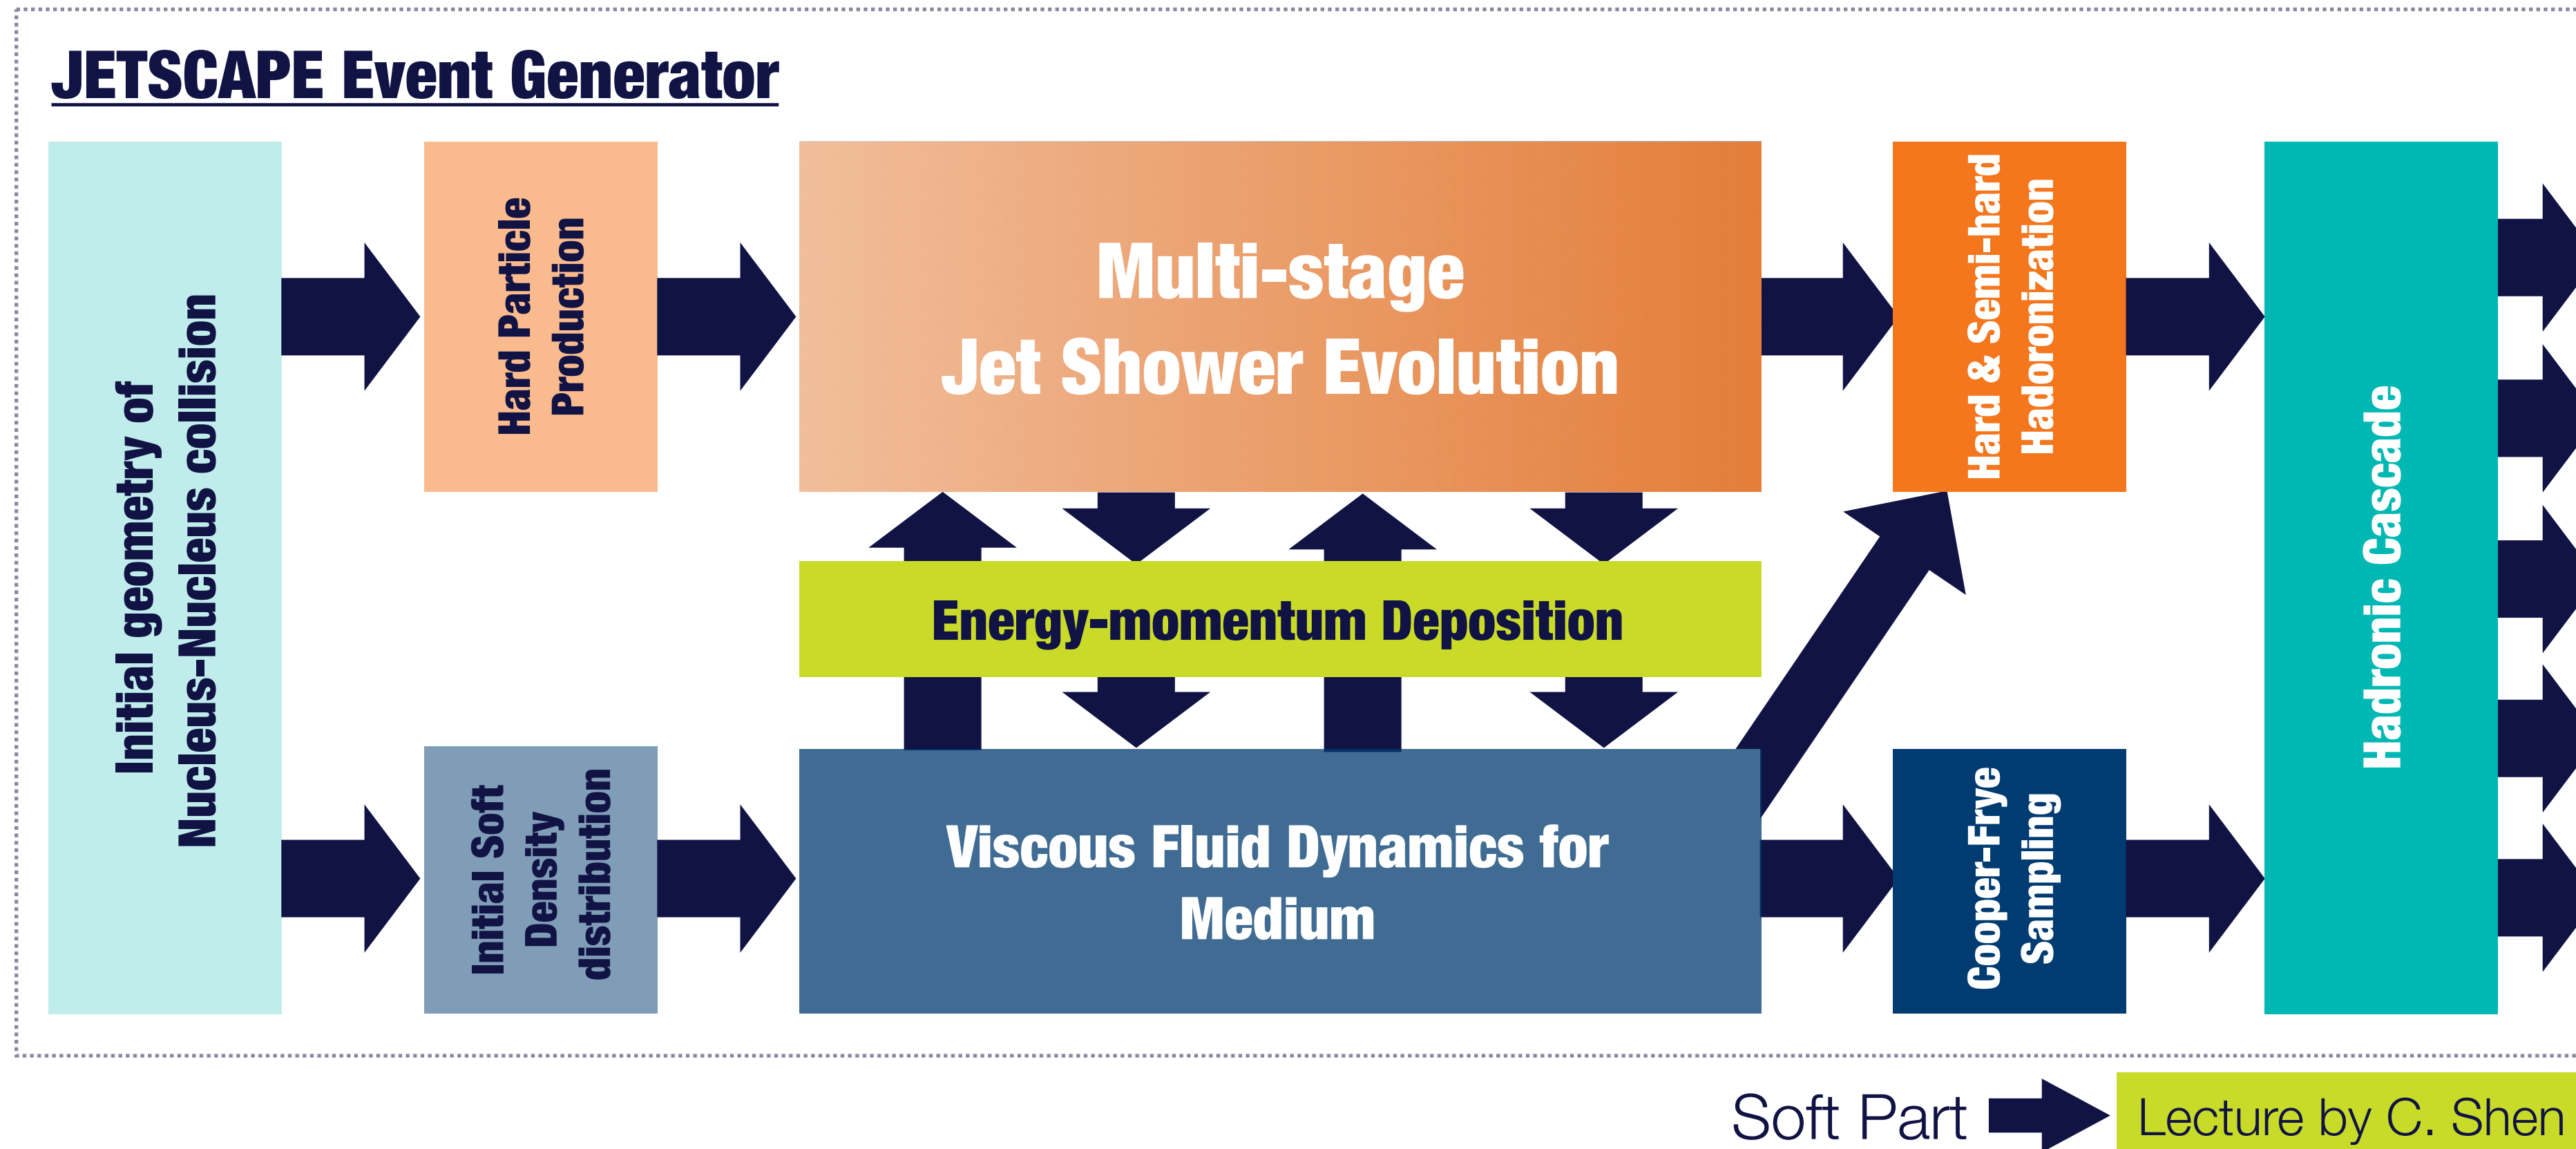 JETSCAPE Event Generator
Initial geometry of
Nucleus-Nucleus collision
Hard Particle
Production
Initial Soft
Density
distribution
Multi-stage
Jet Shower Evolution
Energy-momentum Deposition
Viscous Fluid Dynamics for
Medium
Hard & Semi-hard
Hadoronization
Cooper-Frye
Sampling
Hadronic Cascade
Soft Part
Lecture by C. Shen